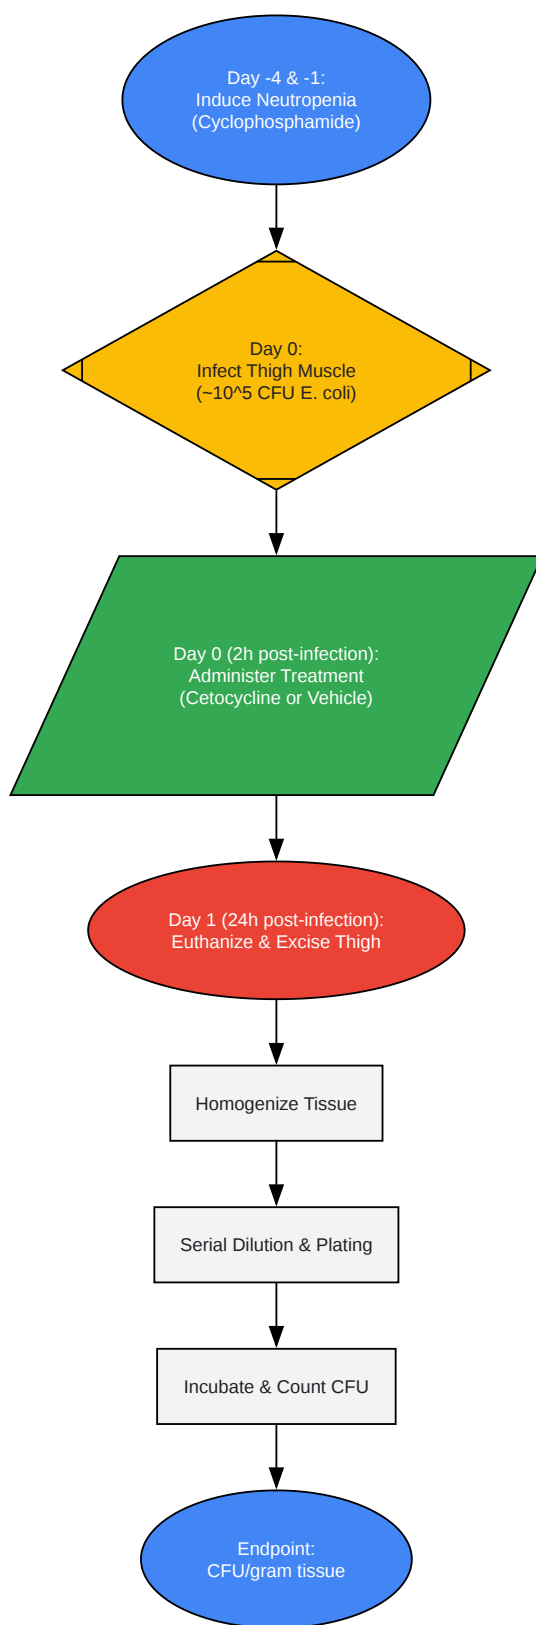 Day -4 & -1:
Induce Neutropenia
(Cyclophosphamide)
Day 0:
Infect Thigh Muscle
(~10^5 CFU E. coli)
Day 0 (2h post-infection):
Administer Treatment
(Cetocycline or Vehicle)
Day 1 (24h post-infection):
Euthanize & Excise Thigh
Homogenize Tissue
Serial Dilution & Plating
Incubate & Count CFU
Endpoint:
CFU/gram tissue